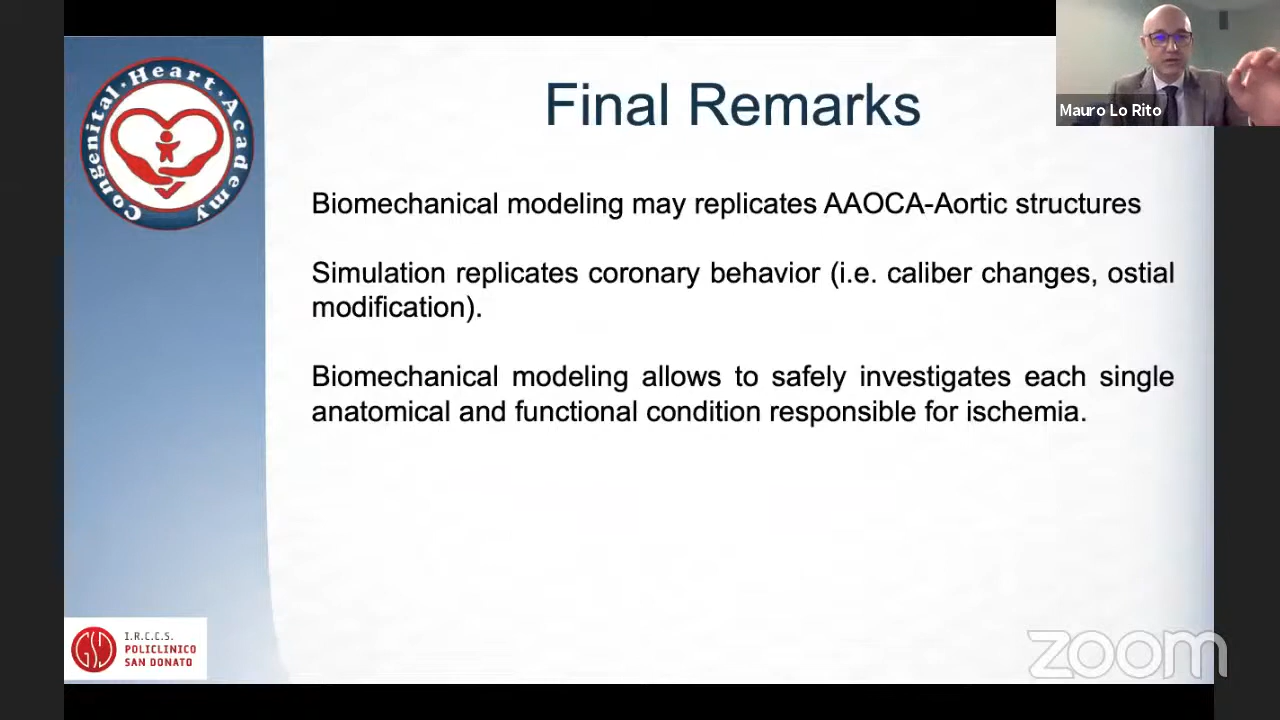 Congenital · Heart · Academy
Final Remarks
Mauro Lo Rito
Biomechanical modeling may replicates AAOCA-Aortic structures
Simulation replicates coronary behavior (i.e. caliber changes, ostial
modification).
Biomechanical modeling allows to safely investigates each single
anatomical and functional condition responsible for ischemia.
GSD
I.R.C.C.S.
POLICLINICO
SAN DONATO
zoom